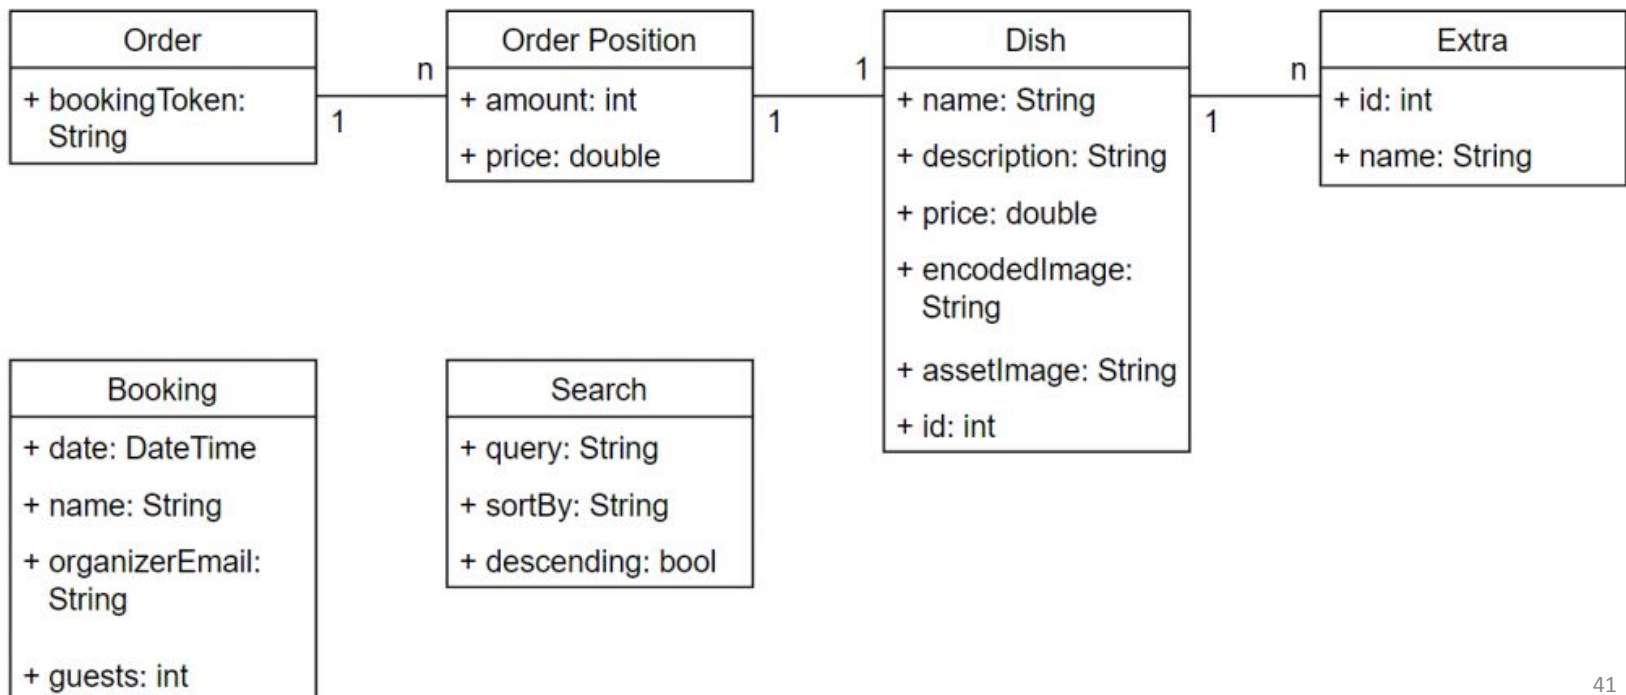 Order
+ bookingToken:
String
1
n
Order Position
+ amount: int
+ price: double
1
1
Dish
+ name: String
+ description: String
+ price: double
+ encodedImage:
String
+ assetImage: String
+ id: int
1
n
Extra
+ id: int
+ name: String
Booking
+ date: DateTime
+ name: String
+ organizerEmail:
String
+ guests: int
Search
+ query: String
+ sortBy: String
+ descending: bool
41